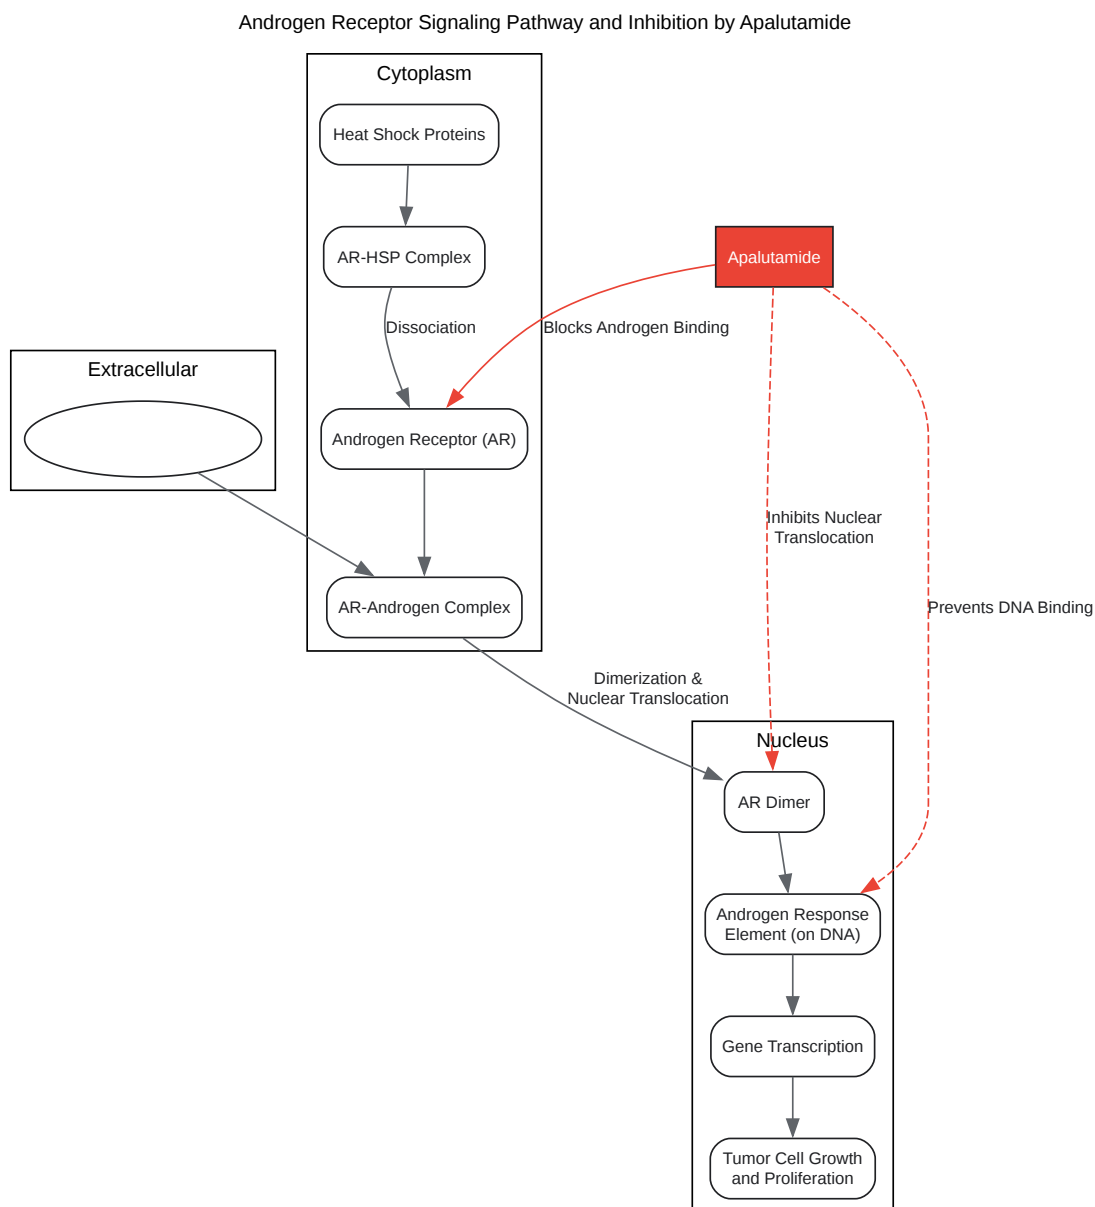 Androgen Receptor Signaling Pathway and Inhibition by Apalutamide
Cytoplasm
Heat Shock Proteins
AR-HSP Complex
Apalutamide
Dissociation
Blocks Androgen Binding
Extracellular
Androgen Receptor (AR)
Inhibits Nuclear
Translocation
AR-Androgen Complex
Prevents DNA Binding
Dimerization &
Nuclear Translocation
Nucleus
AR Dimer
Androgen Response
Element (on DNA)
Gene Transcription
Tumor Cell Growth
and Proliferation